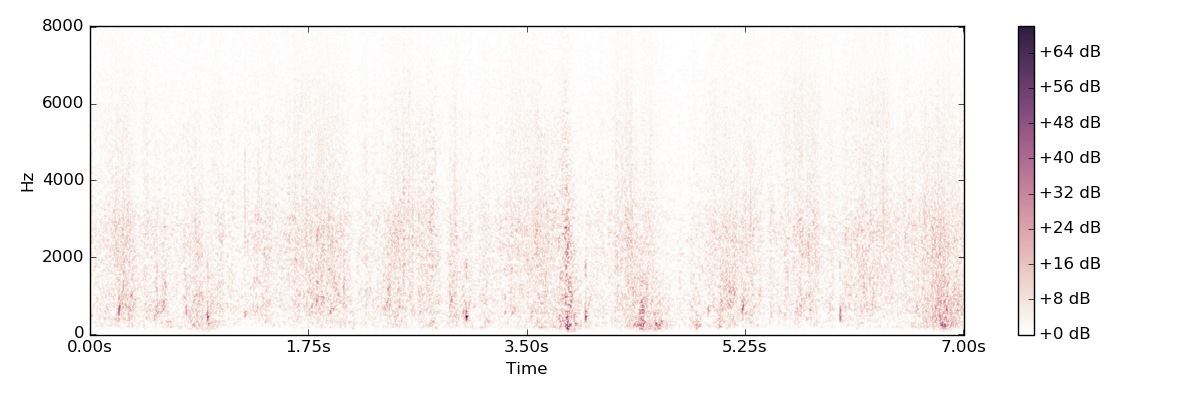 8000
6000
4000
2000
0
Hz
0.00s
1.75s
3.50s
5.25s
7.00s
Time
+64 dB
+56 dB
+48 dB
+40 dB
+32 dB
+24 dB
+16 dB
+8 dB
+0 dB